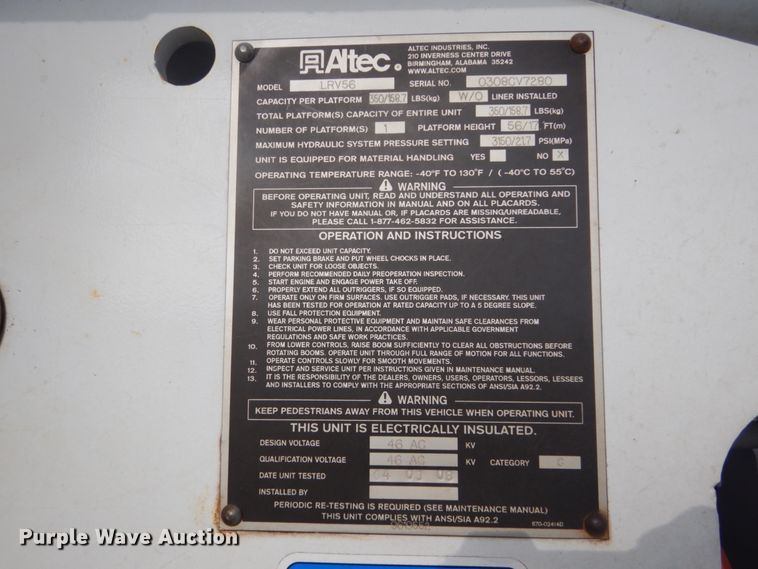 Altec.
ALTEC INDUSTRIES, INC.
210 INVERNESS CENTER DRIVE
BIRMINGHAM, ALABAMA 35242
WWW.ALTEC.COM
MODEL LRV56 SERIAL NO. 0308GV7280
CAPACITY PER PLATFORM 350/158.7 LBS(kg) W/O LINER INSTALLED
TOTAL PLATFORM(S) CAPACITY OF ENTIRE UNIT 350/158.7 LBS(kg)
NUMBER OF PLATFORM(S) 1 PLATFORM HEIGHT 56/17 FT(m)
MAXIMUM HYDRAULIC SYSTEM PRESSURE SETTING 3150/21.7 PSI(MPa)
UNIT IS EQUIPPED FOR MATERIAL HANDLING YES NO X
OPERATING TEMPERATURE RANGE: -40°F TO 130°F / ( -40°C TO 55°C)
WARNING
BEFORE OPERATING UNIT, READ AND UNDERSTAND ALL OPERATING AND
SAFETY INFORMATION IN MANUAL AND ON ALL PLACARDS.
IF YOU DO NOT HAVE MANUAL OR, IF PLACARDS ARE MISSING/UNREADABLE,
PLEASE CALL 1-877-462-5832 FOR ASSISTANCE.
OPERATION AND INSTRUCTIONS
1. DO NOT EXCEED UNIT CAPACITY.
2. SET PARKING BRAKE AND PUT WHEEL CHOCKS IN PLACE.
3. CHECK UNIT FOR LOOSE OBJECTS.
4. PERFORM RECOMMENDED DAILY PREOPERATION INSPECTION.
5. START ENGINE AND ENGAGE POWER TAKE OFF.
6. PROPERLY EXTEND ALL OUTRIGGERS, IF SO EQUIPPED.
7. OPERATE ONLY ON FIRM SURFACES. USE OUTRIGGER PADS, IF NECESSARY. THIS UNIT
HAS BEEN TESTED FOR OPERATION AT RATED CAPACITY UP TO A 5 DEGREE SLOPE.
8. USE FALL PROTECTION EQUIPMENT.
9. WEAR PERSONAL PROTECTIVE EQUIPMENT AND MAINTAIN SAFE CLEARANCES FROM
ELECTRICAL POWER LINES, IN ACCORDANCE WITH APPLICABLE GOVERNMENT
REGULATIONS AND SAFE WORK PRACTICES.
10. FROM LOWER CONTROLS, RAISE BOOM SUFFICIENTLY TO CLEAR ALL OBSTRUCTIONS BEFORE
ROTATING BOOMS. OPERATE UNIT THROUGH FULL RANGE OF MOTION FOR ALL FUNCTIONS.
11. OPERATE CONTROLS SLOWLY FOR SMOOTH MOVEMENTS.
12. INSPECT AND SERVICE UNIT PER INSTRUCTIONS GIVEN IN MAINTENANCE MANUAL.
13. IT IS THE RESPONSIBILITY OF THE DEALERS, OWNERS, USERS, OPERATORS, LESSORS, LESSEES
AND INSTALLERS TO COMPLY WITH THE APPROPRIATE SECTIONS OF ANSI/SIA A92.2.
WARNING
KEEP PEDESTRIANS AWAY FROM THIS VEHICLE WHEN OPERATING UNIT.
THIS UNIT IS ELECTRICALLY INSULATED.
DESIGN VOLTAGE 46 AC KV
QUALIFICATION VOLTAGE 46 AC KV CATEGORY C
DATE UNIT TESTED
INSTALLED BY
PERIODIC RE-TESTING IS REQUIRED (SEE MAINTENANCE MANUAL)
THIS UNIT COMPLIES WITH ANSI/SIA A92.2
670-02414D
Purple Wave Auction